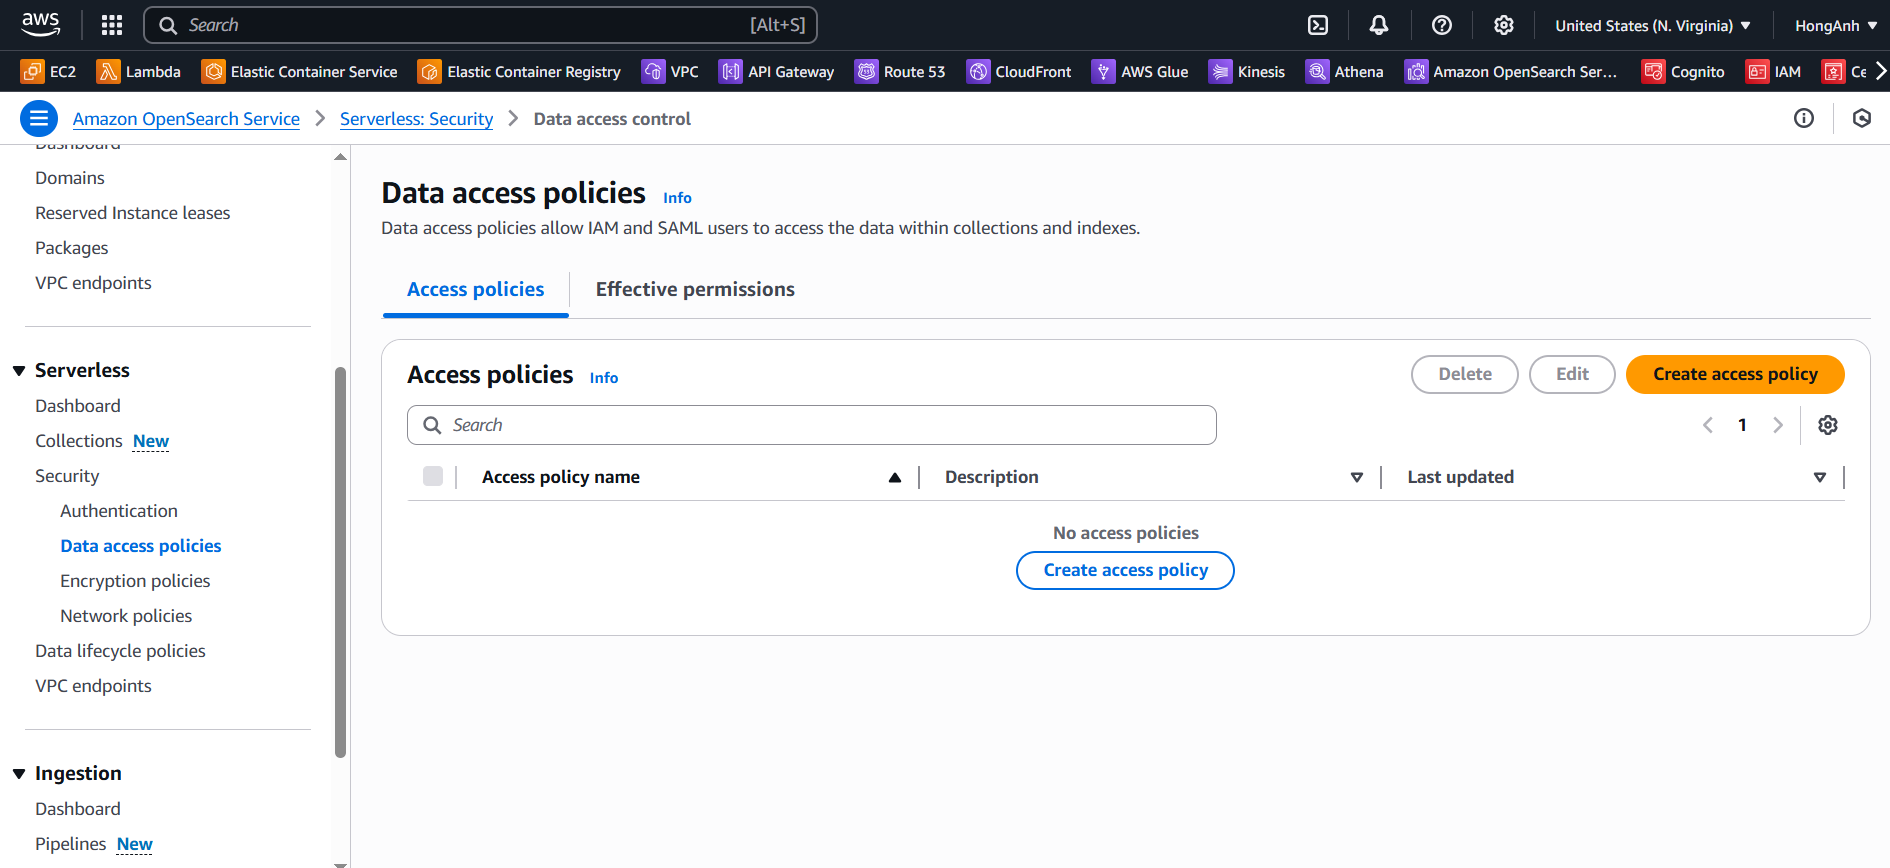 aws
Search [Alt+S]
United States (N. Virginia)
HongAnh
EC2 Lambda Elastic Container Service Elastic Container Registry VPC API Gateway Route 53 CloudFront AWS Glue Kinesis Athena Amazon OpenSearch Ser... Cognito IAM Ce
Amazon OpenSearch Service Serverless: Security Data access control
Dashboard
Domains
Reserved Instance leases
Packages
VPC endpoints
Serverless
Dashboard
Collections New
Security
Authentication
Data access policies
Encryption policies
Network policies
Data lifecycle policies
VPC endpoints
Ingestion
Dashboard
Pipelines New
Data access policies Info
Data access policies allow IAM and SAML users to access the data within collections and indexes.
Access policies Effective permissions
Access policies Info
Delete Edit Create access policy
Search
1
Access policy name Description Last updated
No access policies
Create access policy